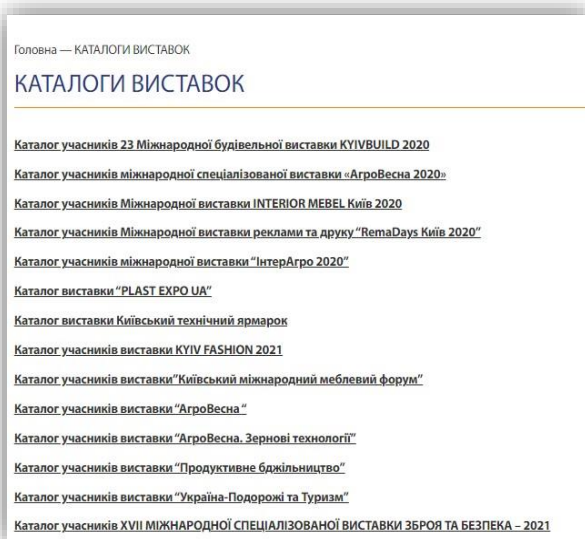 Головна — КАТАЛОГИ ВИСТАВОК
КАТАЛОГИ ВИСТАВОК
Каталог учасників 23 Міжнародної будівельної виставки KYIVBUILD 2020
Каталог учасників міжнародної спеціалізованої виставки «АгроВесна 2020»
Каталог учасників Міжнародної виставки INTERIOR MEBEL Київ 2020
Каталог учасників Міжнародної виставки реклами та друку “RemaDays Київ 2020”
Каталог учасників міжнародної виставки “ІнтерАгро 2020”
Каталог виставки “PLAST EXPO UA”
Каталог виставки Київський технічний ярмарок
Каталог учасників виставки KYIV FASHION 2021
Каталог учасників виставки”Київський міжнародний меблевий форум”
Каталог учасників виставки “АгроВесна “
Каталог учасників виставки “АгроВесна. Зернові технології”
Каталог учасників виставки “Продуктивне бджільництво”
Каталог учасників виставки “Україна-Подорожі та Туризм”
Каталог учасників XVII МІЖНАРОДНОЇ СПЕЦІАЛІЗОВАНОЇ ВИСТАВКИ ЗБРОЯ ТА БЕЗПЕКА – 2021